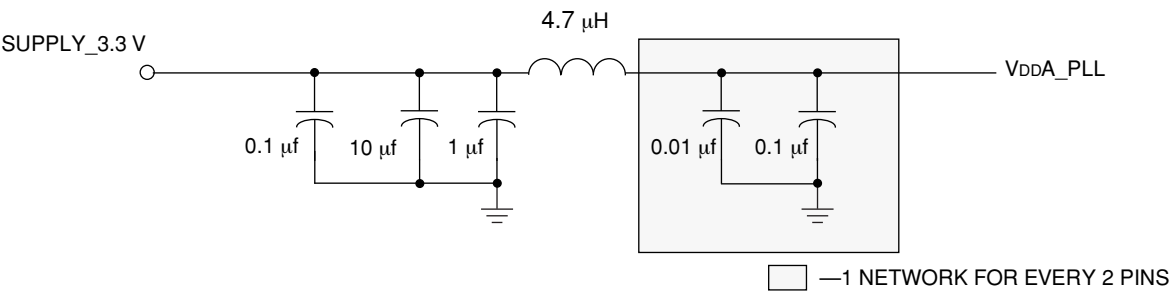 4.7 μH
SUPPLY_3.3 V
VDDA_PLL
0.1 μf
10 μf
1 μf
0.01 μf
0.1 μf
—1 NETWORK FOR EVERY 2 PINS